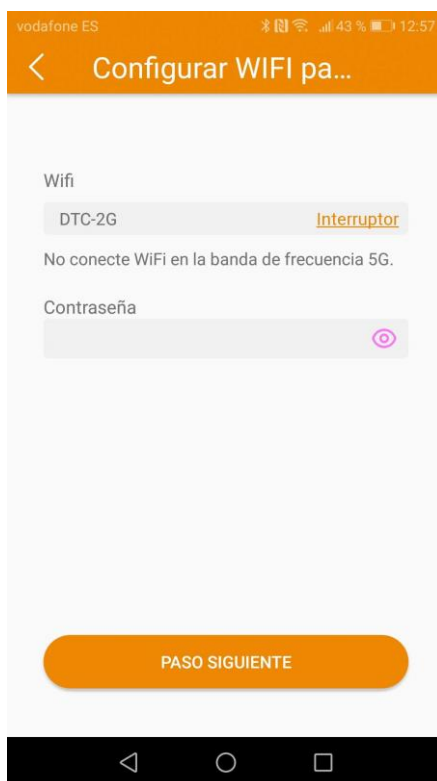 vodafone ES 43 % 12:57
Configurar WIFI pa...
Wifi
DTC-2G Interruptor
No conecte WiFi en la banda de frecuencia 5G.
Contraseña
PASO SIGUIENTE